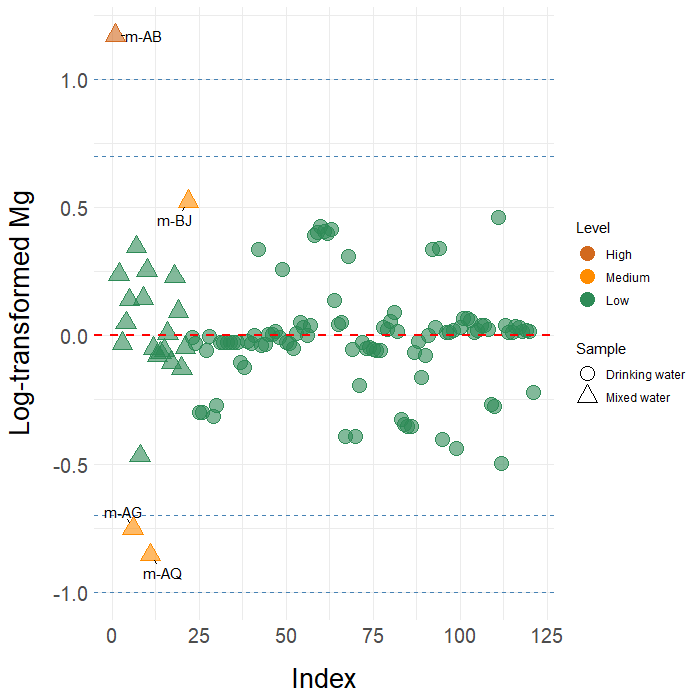 m-AB
1.0
0.5
m-BJ
Log-transformed Mg
0.0
-0.5
m-AG
m-AQ
-1.0
0 25 50 75 100 125
Index
Level
High
Medium
Low
Sample
Drinking water
Mixed water